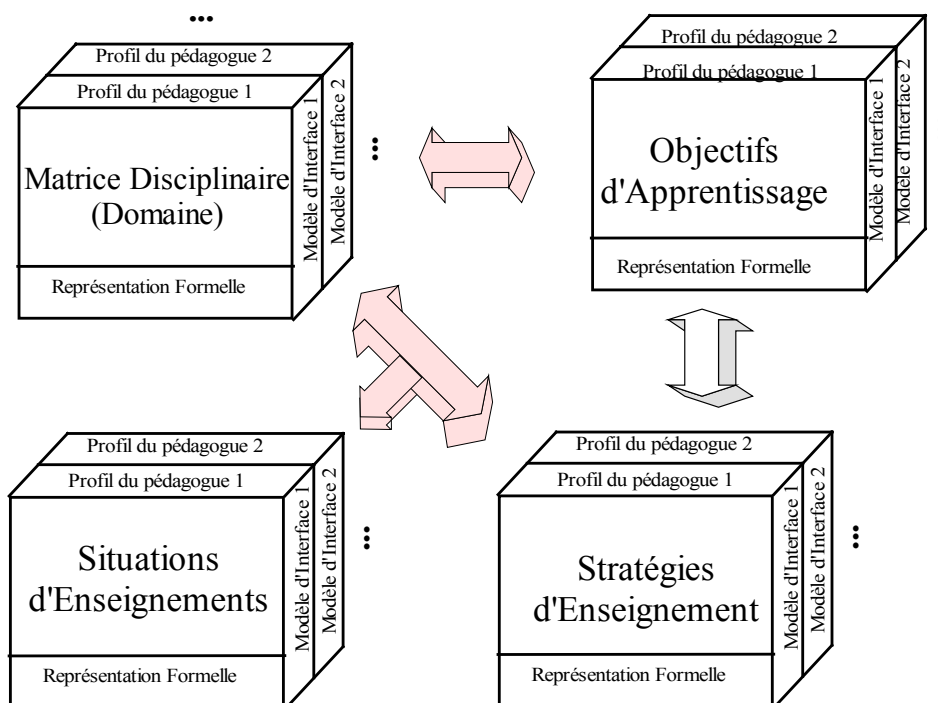 ...
Profil du pédagogue 2
Profil du pédagogue 1
Matrice Disciplinaire
(Domaine)
Représentation Formelle
Modèle d'Interface 1
Modèle d'Interface 2
...
Profil du pédagogue 2
Profil du pédagogue 1
Objectifs
d'Apprentissage
Représentation Formelle
Modèle d'Interface 1
Modèle d'Interface 2
Profil du pédagogue 2
Profil du pédagogue 1
Situations
d'Enseignements
Représentation Formelle
Modèle d'Interface 1
Modèle d'Interface 2
...
Profil du pédagogue 2
Profil du pédagogue 1
Stratégies
d'Enseignement
Représentation Formelle
Modèle d'Interface 1
Modèle d'Interface 2
...